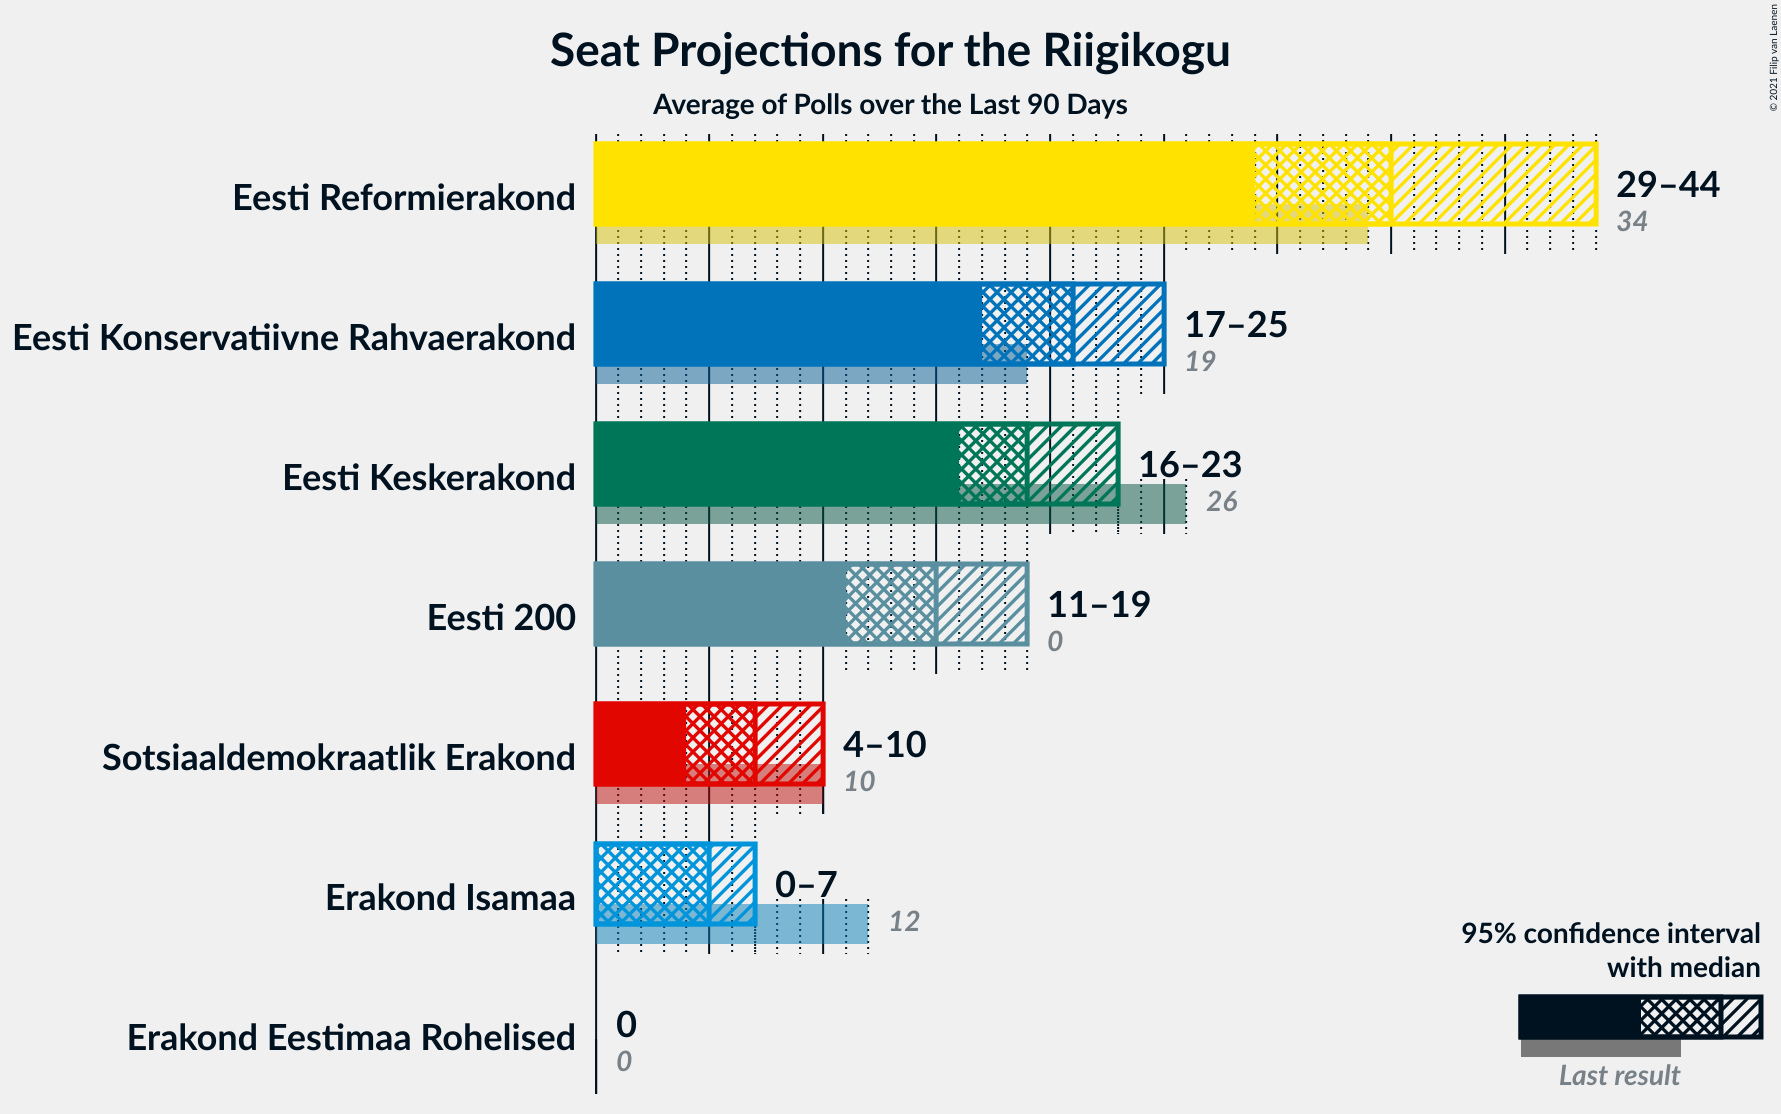 Seat Projections for the Riigikogu
Average of Polls over the Last 90 Days
© 2021 Filip van Laenen
Eesti Reformierakond
29–44
34
Eesti Konservatiivne Rahvaerakond
17–25
19
Eesti Keskerakond
16–23
26
Eesti 200
11–19
0
Sotsiaaldemokraatlik Erakond
4–10
10
Erakond Isamaa
0–7
12
Erakond Eestimaa Rohelised
0
0
95% confidence interval
with median
Last result